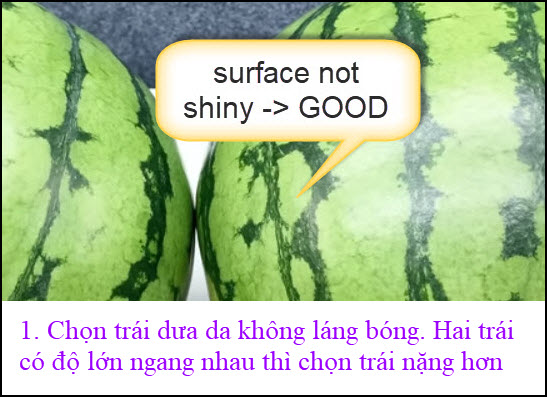 surface not
shiny -> GOOD
1. Chọn trái dưa da không láng bóng. Hai trái
có độ lớn ngang nhau thì chọn trái nặng hơn